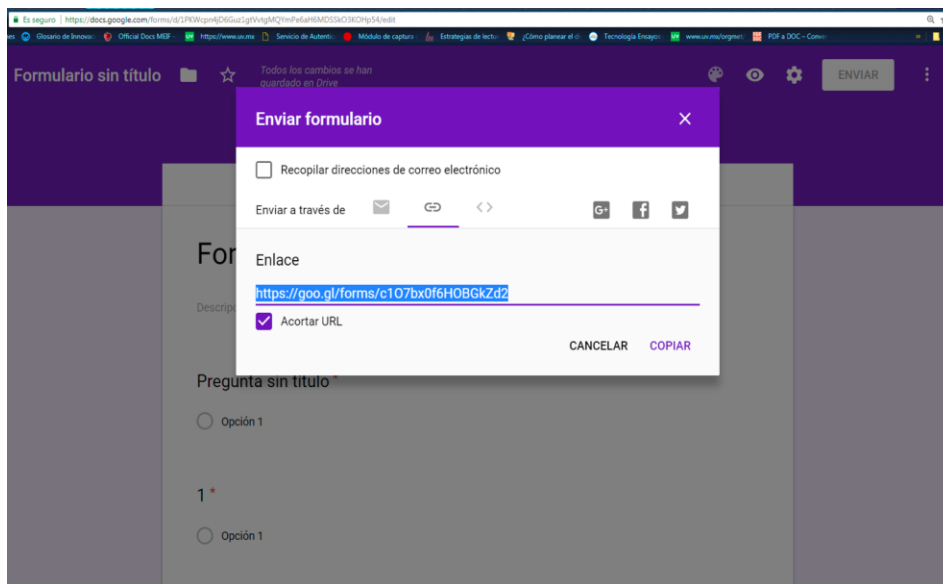 Es seguro | https://docs.google.com/forms/d/1PKWcpn4jD6Guz1gtVvtgMQYmPe6aH6MDSSkO3KOHp54/edit
Glosario de Innovac Official Docs MEIF - https://www.uv.mx Servicio de Autentic Módulo de captura - Estrategias de lectu ¿Cómo planear el d Tecnología Ensayos www.uv.mx/orgmet PDF a DOC – Conver
Formulario sin título
Todos los cambios se han
guardado en Drive
ENVIAR
Enviar formulario
Recopilar direcciones de correo electrónico
Enviar a través de
G+
Enlace
https://goo.gl/forms/c1O7bx0f6HOBGkZd2
Acortar URL
CANCELAR COPIAR
For
Descripc
Pregunta sin título *
Opción 1
1 *
Opción 1